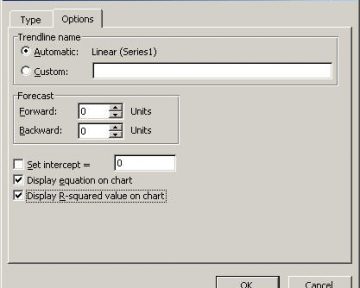 Type Options
Trendline name
Automatic: Linear (Series1)
Custom:
Forecast
Forward: 0 Units
Backward: 0 Units
Set intercept = 0
Display equation on chart
Display R-squared value on chart
OK Cancel